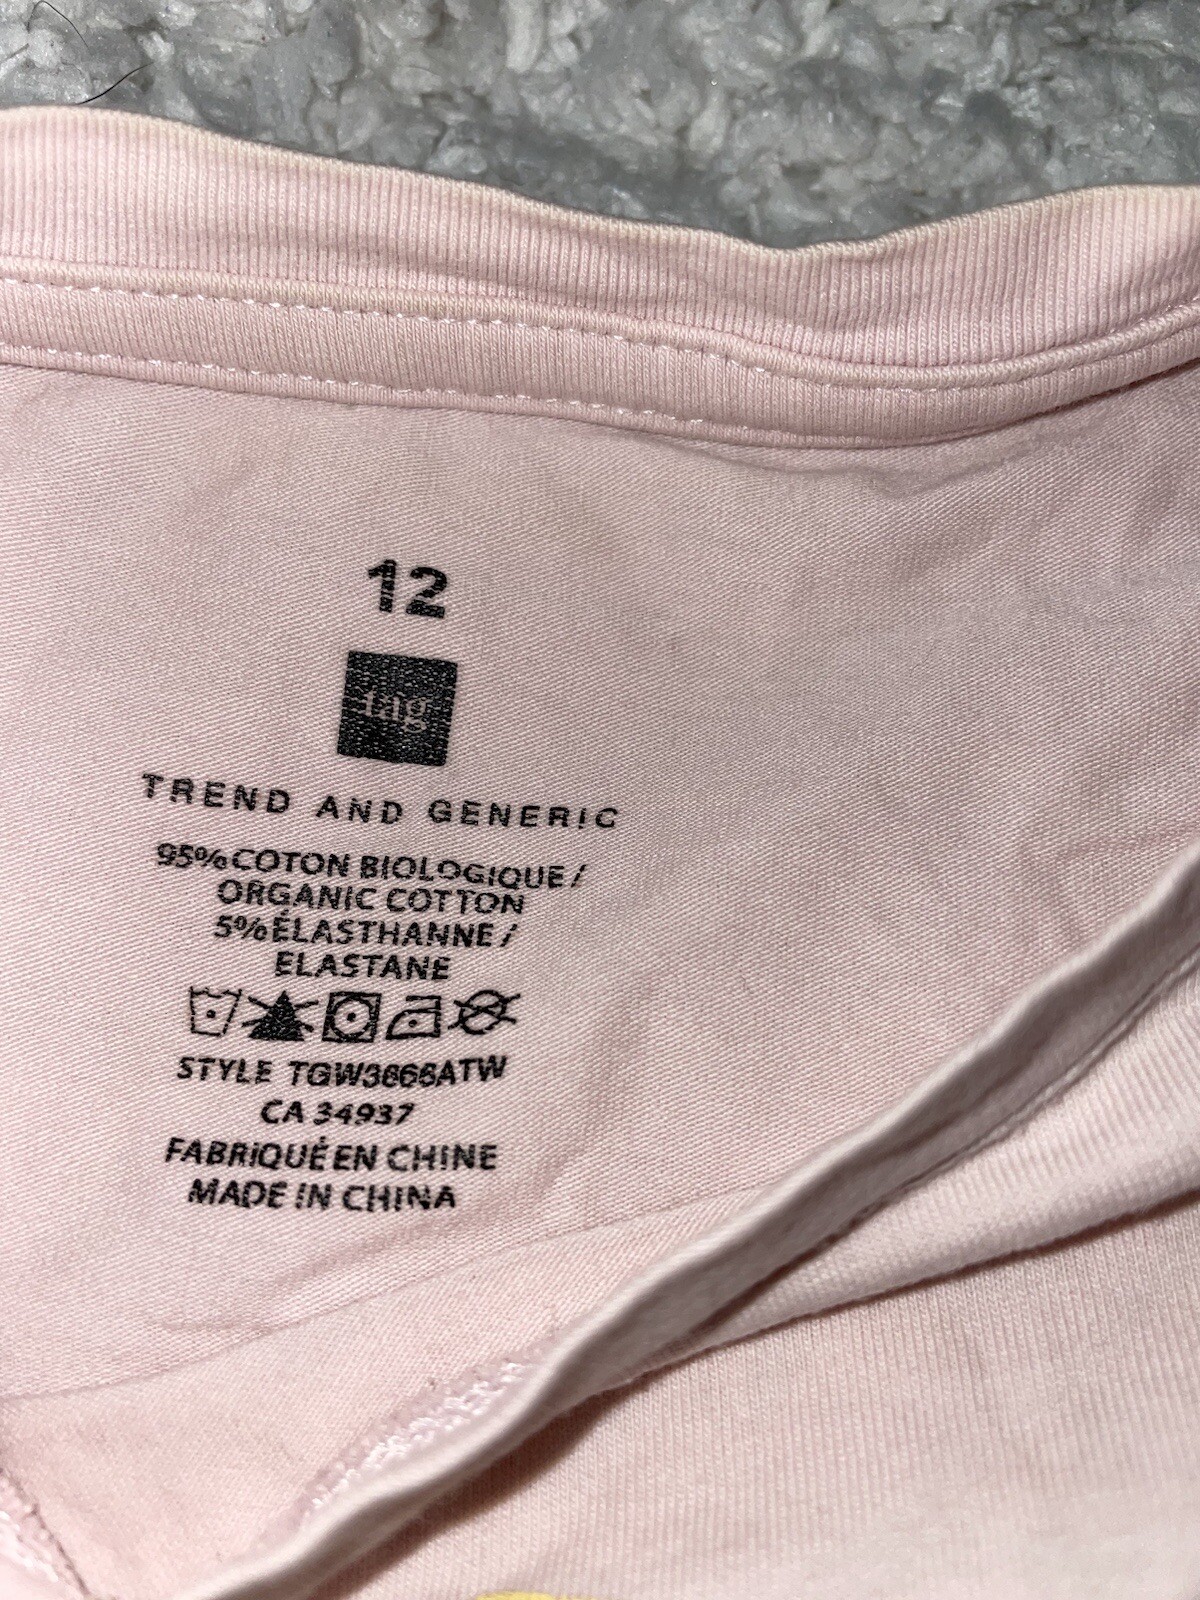 12
tag
TREND AND GENERIC
95% COTON BIOLOGIQUE /
ORGANIC COTTON
5% ÉLASTHANNE /
ELASTANE
STYLE TGW3666ATW
CA 34937
FABRIQUÉ EN CHINE
MADE IN CHINA